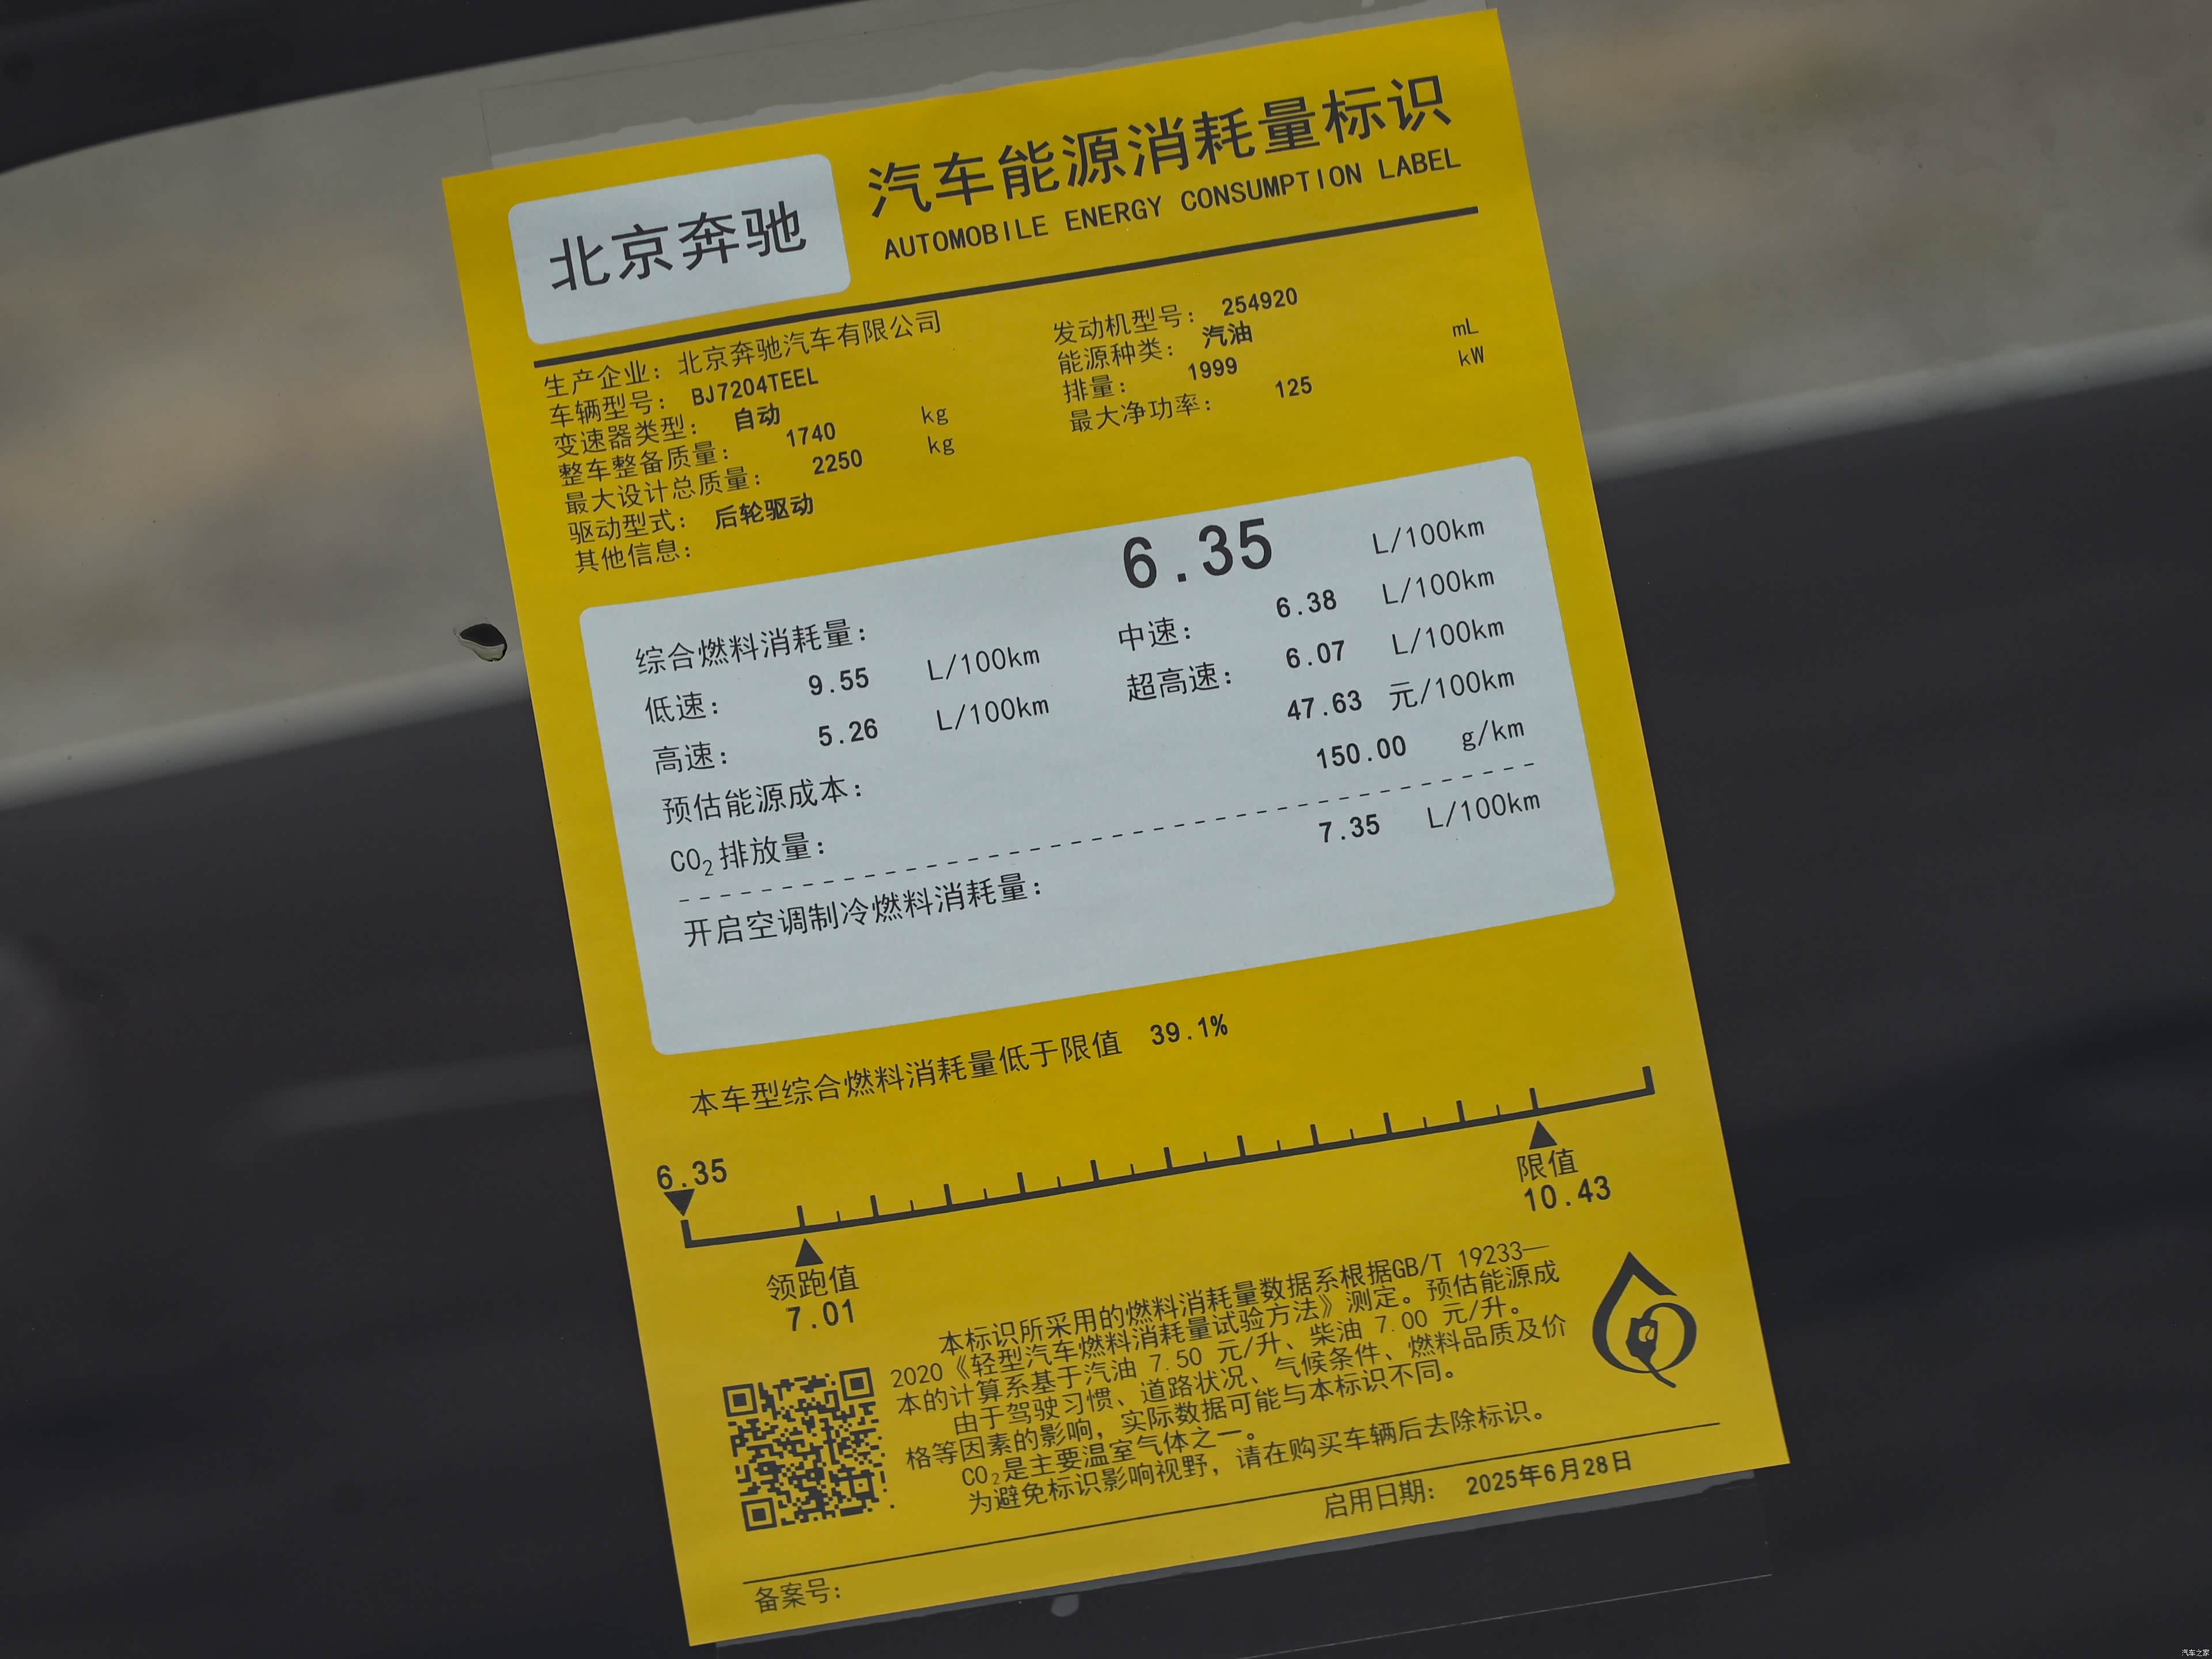 北京奔驰
汽车能源消耗量标识
AUTOMOBILE ENERGY CONSUMPTION LABEL
生产企业：北京奔驰汽车有限公司
车辆型号：BJ7204TEEL
变速器类型：自动
整车整备质量：1740 kg
最大设计总质量：2250 kg
驱动型式：后轮驱动
其他信息：
发动机型号：254920
能源种类：汽油
排量：1999 mL
最大净功率：125 kW
综合燃料消耗量：6.35 L/100km
低速：9.55 L/100km 中速：6.38 L/100km
高速：5.26 L/100km 超高速：6.07 L/100km
预估能源成本：47.63 元/100km
CO₂排放量：150.00 g/km
开启空调制冷燃料消耗量：7.35 L/100km
本车型综合燃料消耗量低于限值 39.1%
6.35
领跑值
7.01
限值
10.43
本标识所采用的燃料消耗量数据系根据GB/T 19233—
2020《轻型汽车燃料消耗量试验方法》测定。预估能源成
本的计算系基于汽油 7.50 元/升、柴油 7.00 元/升。
由于驾驶习惯、道路状况、气候条件、燃料品质及价
格等因素的影响，实际数据可能与本标识不同。
CO₂是主要温室气体之一。
为避免标识影响视野，请在购买车辆后去除标识。
启用日期：2025年6月28日
备案号：
汽车之家